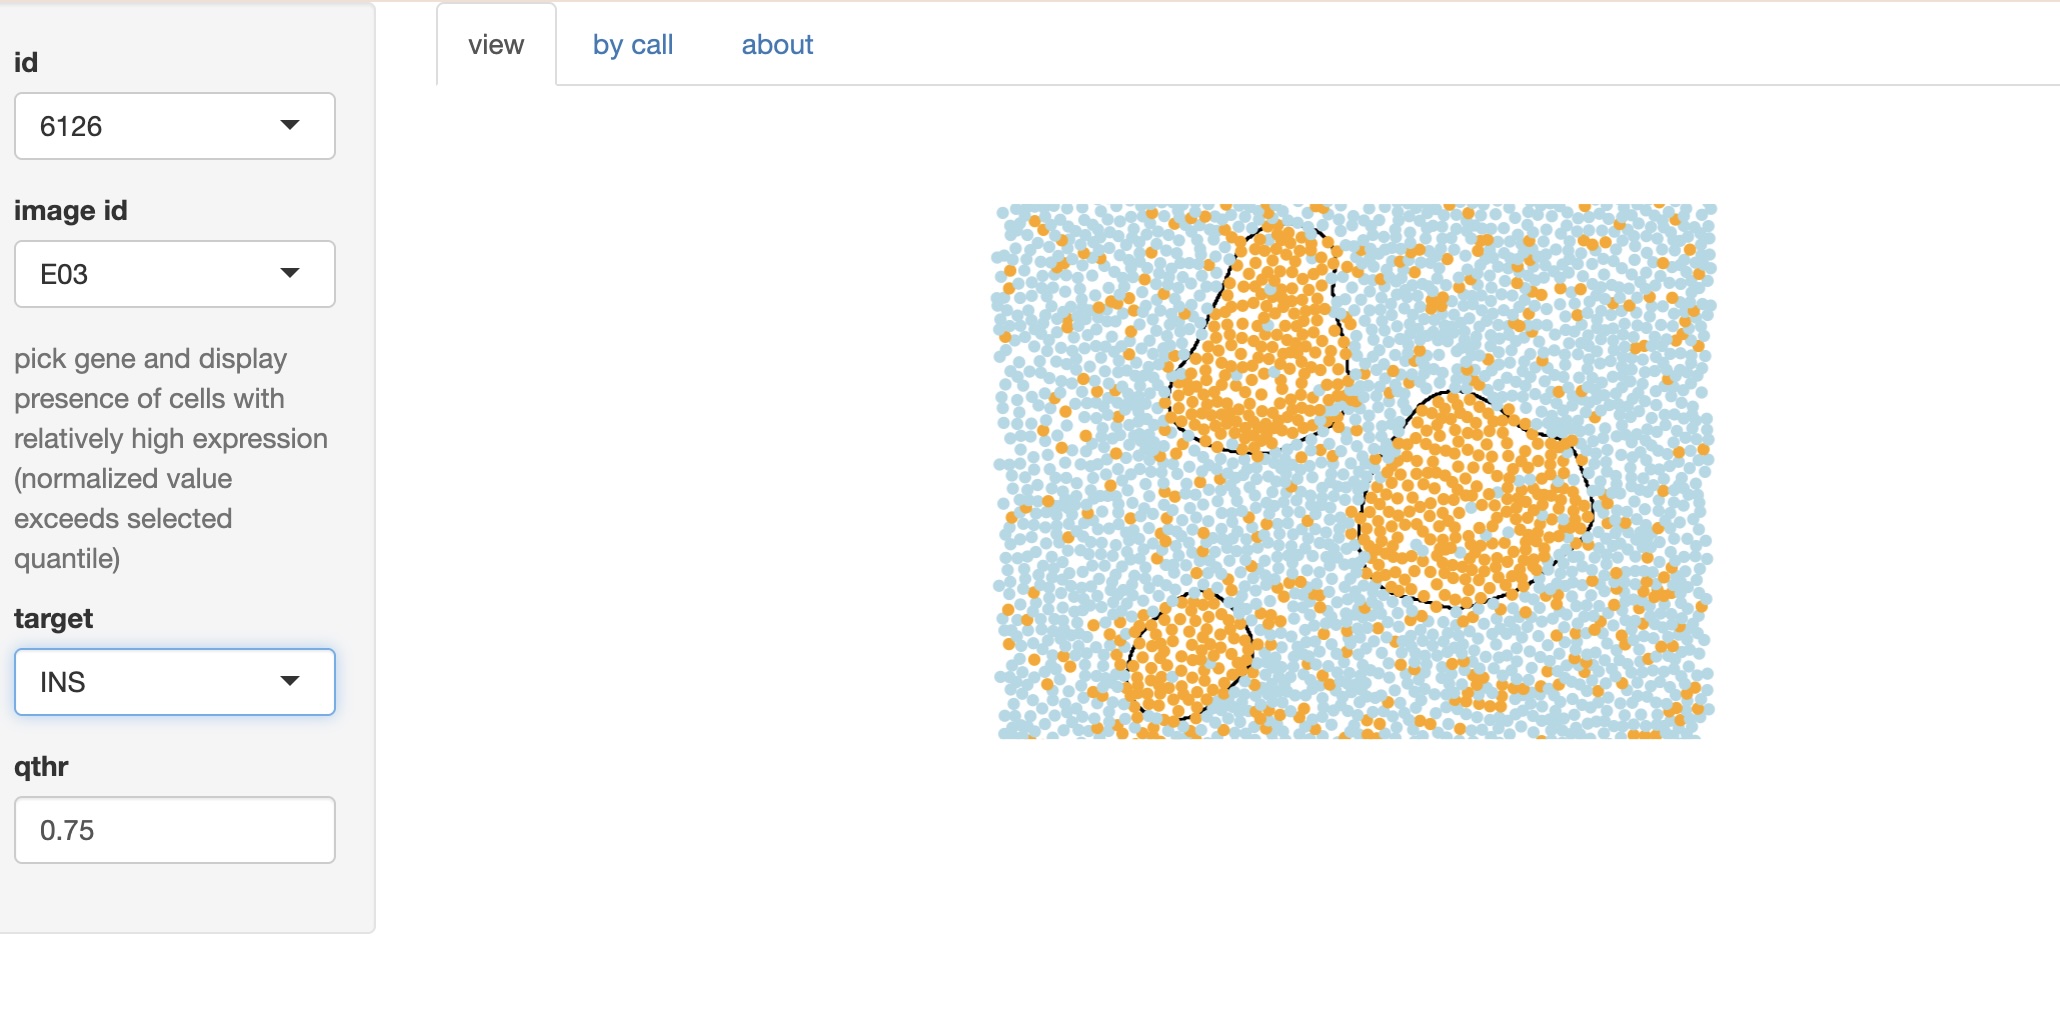 id
6126
image id
E03
pick gene and display
presence of cells with
relatively high expression
(normalized value
exceeds selected
quantile)
target
INS
qthr
0.75
view
by call
about